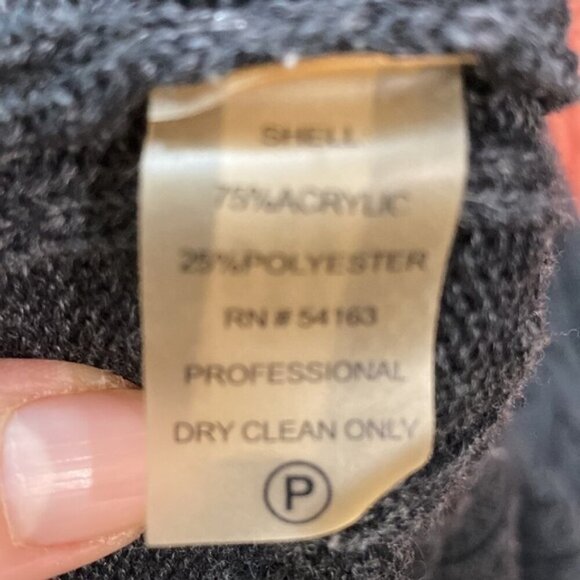 SHELL
75%ACRYLIC
25%POLYESTER
RN # 54163
PROFESSIONAL
DRY CLEAN ONLY
P